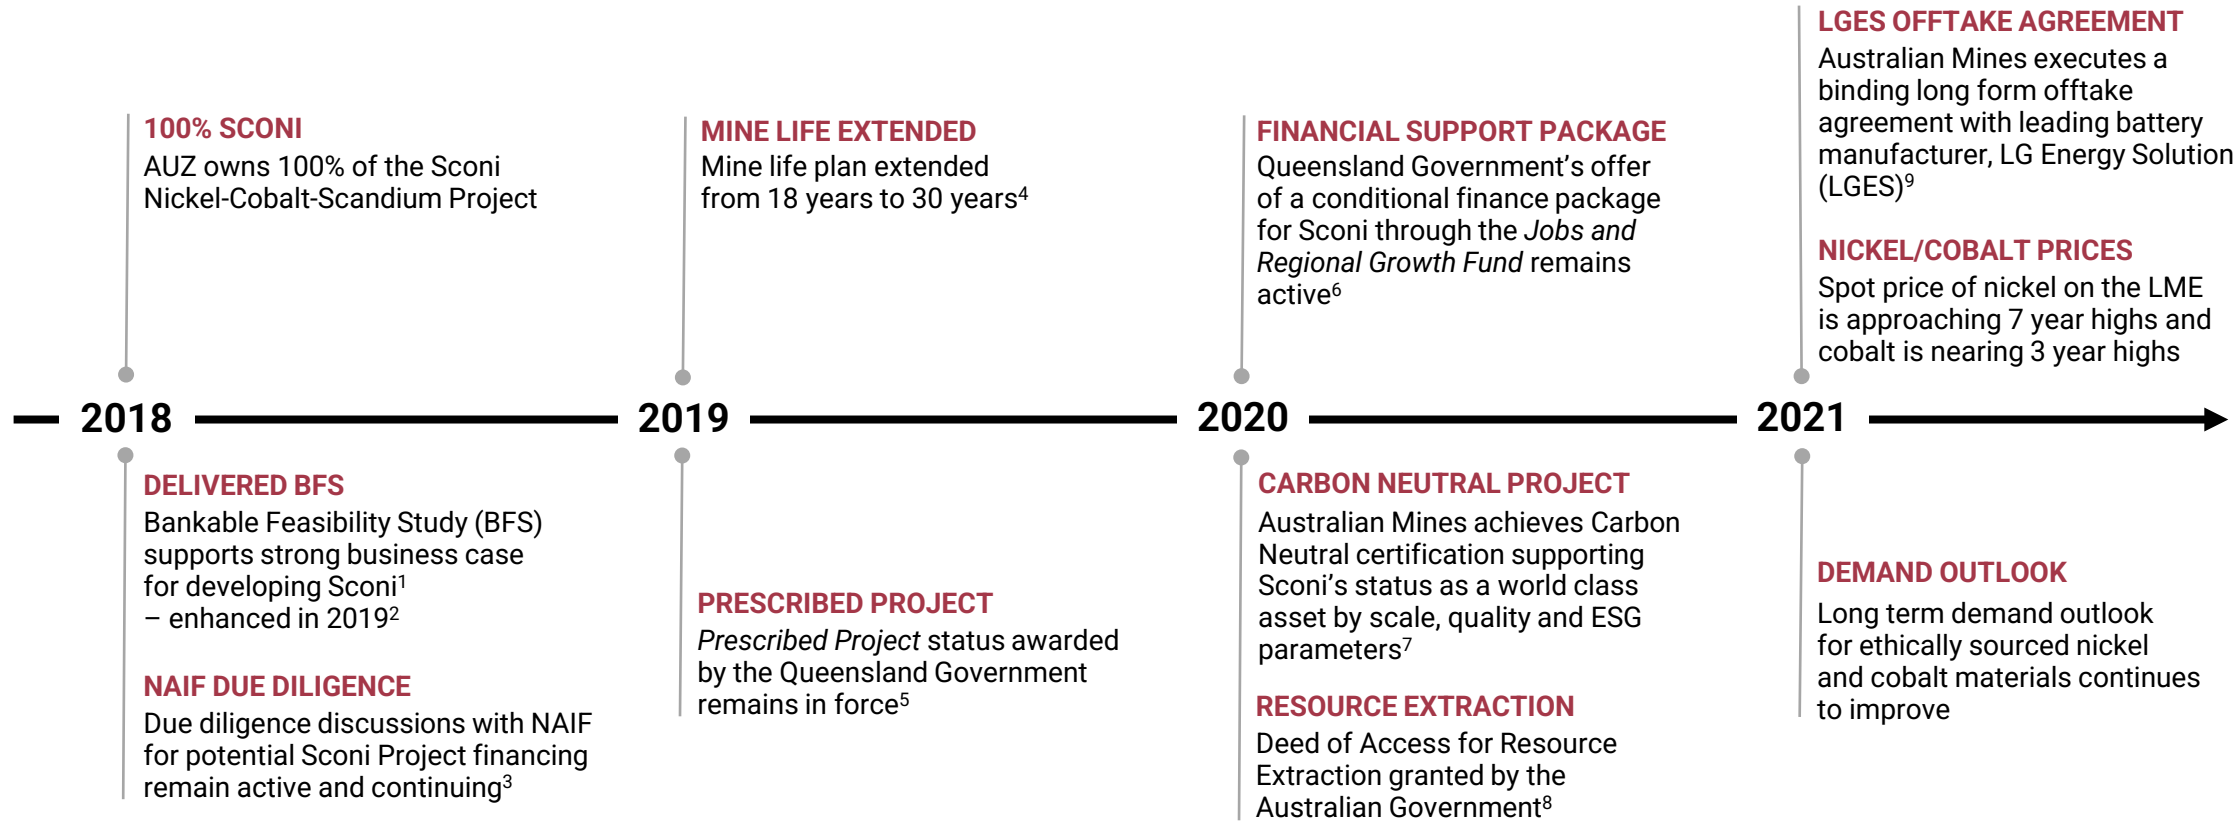 100% SCONI
AUZ owns 100% of the Sconi
Nickel-Cobalt-Scandium Project
2018
DELIVERED BFS
Bankable Feasibility Study (BFS)
supports strong business case
for developing Sconi¹
– enhanced in 2019²
NAIF DUE DILIGENCE
Due diligence discussions with NAIF
for potential Sconi Project financing
remain active and continuing³
MINE LIFE EXTENDED
Mine life plan extended
from 18 years to 30 years⁴
2019
PRESCRIBED PROJECT
Prescribed Project status awarded
by the Queensland Government
remains in force⁵
FINANCIAL SUPPORT PACKAGE
Queensland Government’s offer
of a conditional finance package
for Sconi through the Jobs and
Regional Growth Fund remains
active⁶
2020
CARBON NEUTRAL PROJECT
Australian Mines achieves Carbon
Neutral certification supporting
Sconi’s status as a world class
asset by scale, quality and ESG
parameters⁷
RESOURCE EXTRACTION
Deed of Access for Resource
Extraction granted by the
Australian Government⁸
LGES OFFTAKE AGREEMENT
Australian Mines executes a
binding long form offtake
agreement with leading battery
manufacturer, LG Energy Solution
(LGES)⁹
NICKEL/COBALT PRICES
Spot price of nickel on the LME
is approaching 7 year highs and
cobalt is nearing 3 year highs
2021
DEMAND OUTLOOK
Long term demand outlook
for ethically sourced nickel
and cobalt materials continues
to improve